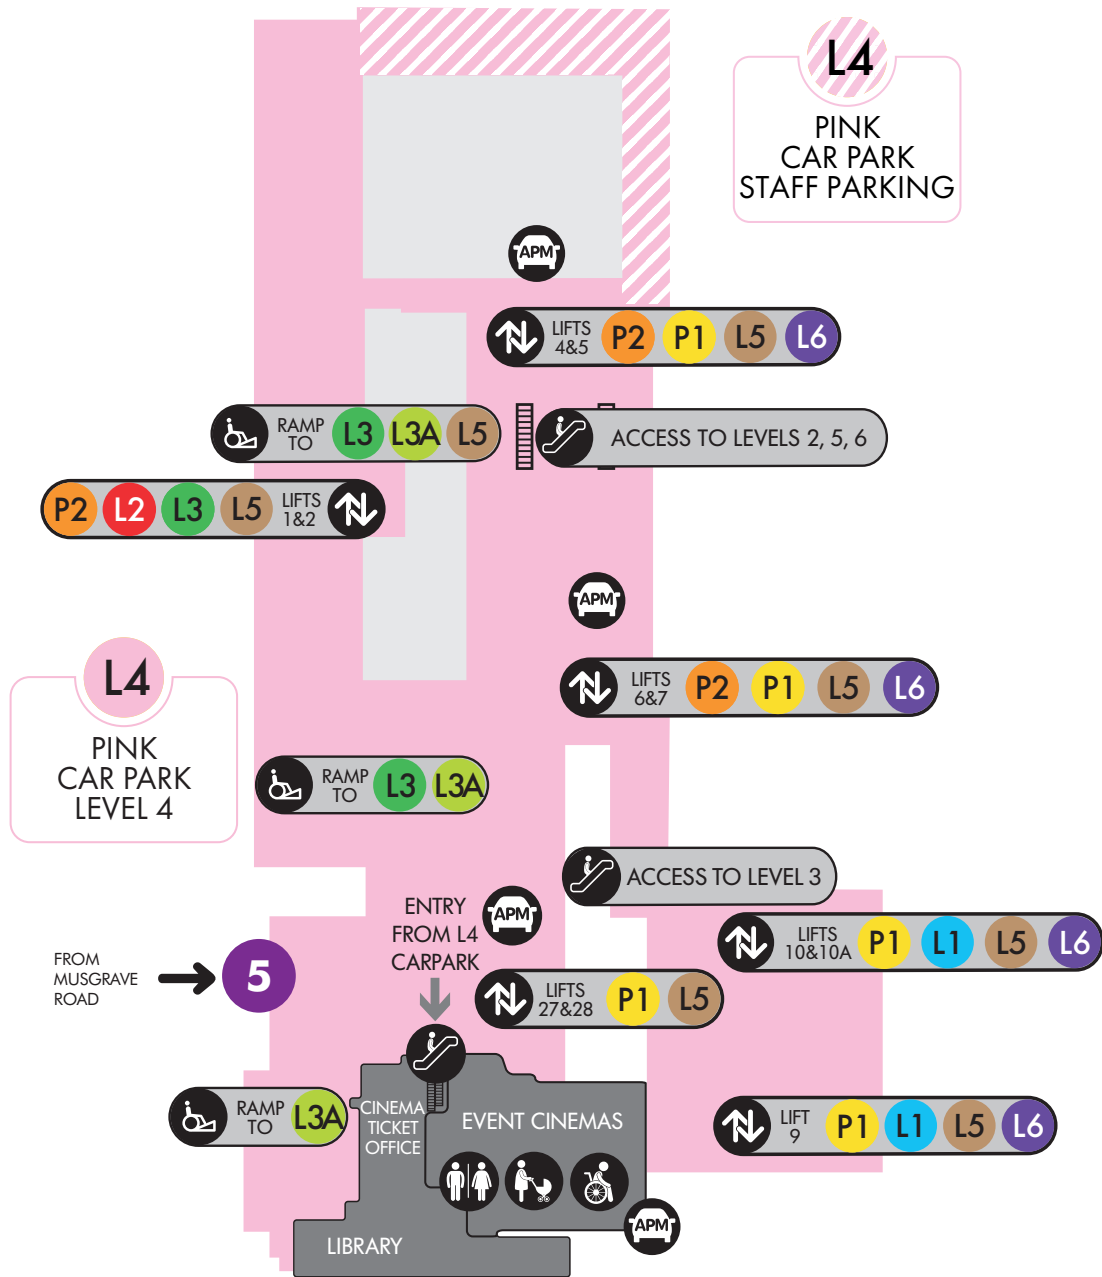 L4
PINK
CAR PARK
STAFF PARKING
APM
LIFTS
4&5
P2
P1
L5
L6
RAMP
TO
L3
L3A
L5
ACCESS TO LEVELS 2, 5, 6
P2
L2
L3
L5
LIFTS
1&2
APM
L4
PINK
CAR PARK
LEVEL 4
LIFTS
6&7
P2
P1
L5
L6
RAMP
TO
L3
L3A
ACCESS TO LEVEL 3
ENTRY
FROM L4
CARPARK
APM
LIFTS
10&10A
P1
L1
L5
L6
FROM
MUSGRAVE
ROAD
5
LIFTS
27&28
P1
L5
RAMP
TO
L3A
CINEMA
TICKET
OFFICE
EVENT CINEMAS
LIFT
9
P1
L1
L5
L6
APM
LIBRARY